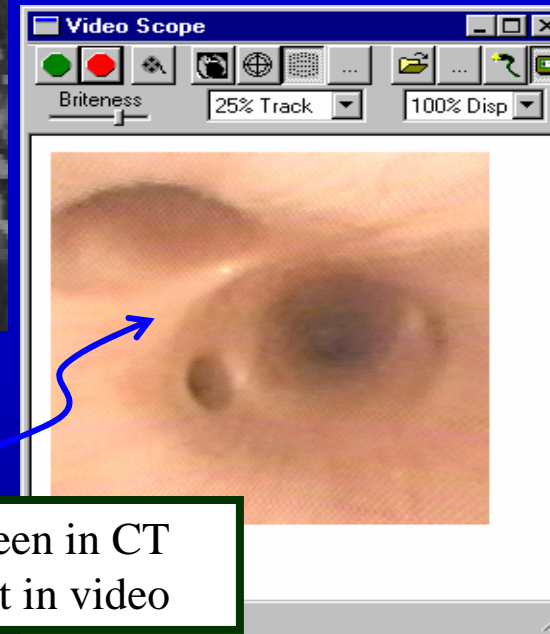 Video Scope
...
...
Briteness
25% Track
100% Disp
een in CT
t in video